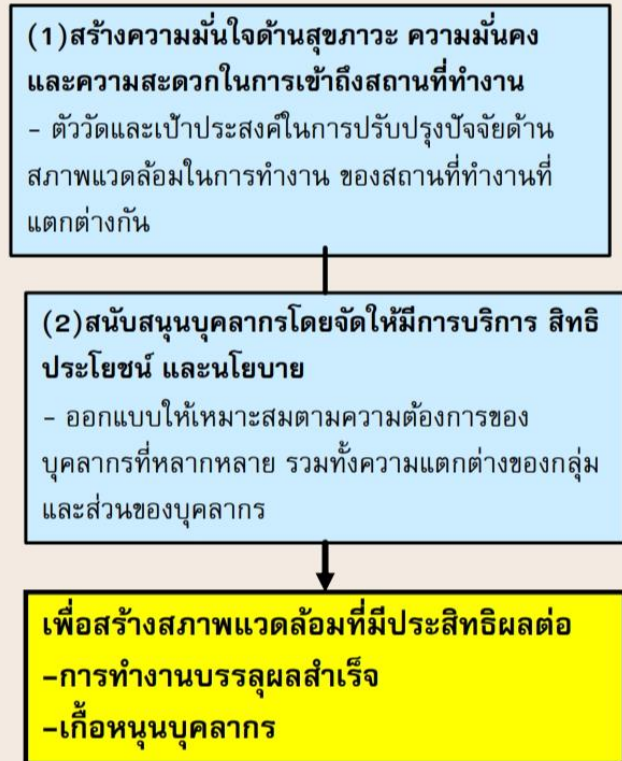 (1)สร้างความมั่นใจด้านสุขภาวะ ความมั่นคง
และความสะดวกในการเข้าถึงสถานที่ทำงาน
- ตัววัดและเป้าประสงค์ในการปรับปรุงปัจจัยด้าน
สภาพแวดล้อมในการทำงาน ของสถานที่ทำงานที่
แตกต่างกัน
(2)สนับสนุนบุคลากรโดยจัดให้มีการบริการ สิทธิ
ประโยชน์ และนโยบาย
- ออกแบบให้เหมาะสมตามความต้องการของ
บุคลากรที่หลากหลาย รวมทั้งความแตกต่างของกลุ่ม
และส่วนของบุคลากร
เพื่อสร้างสภาพแวดล้อมที่มีประสิทธิผลต่อ
-การทำงานบรรลุผลสำเร็จ
-เกื้อหนุนบุคลากร